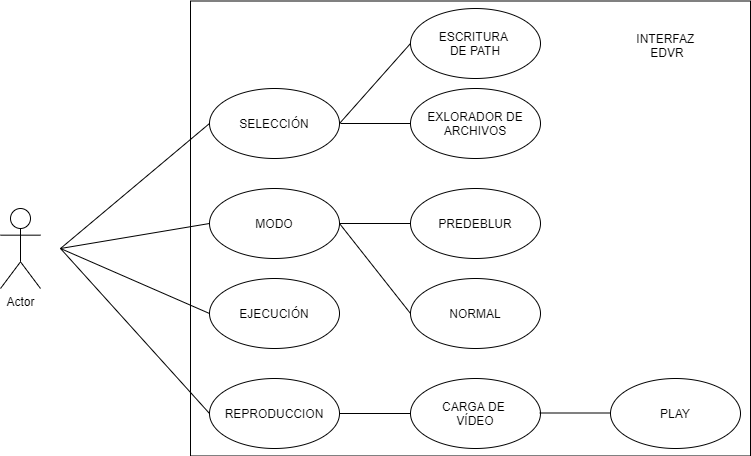 ESCRITURA
DE PATH
INTERFAZ
EDVR
SELECCIÓN
EXLORADOR DE
ARCHIVOS
MODO
PREDEBLUR
Actor
EJECUCIÓN
NORMAL
REPRODUCCION
CARGA DE
VÍDEO
PLAY